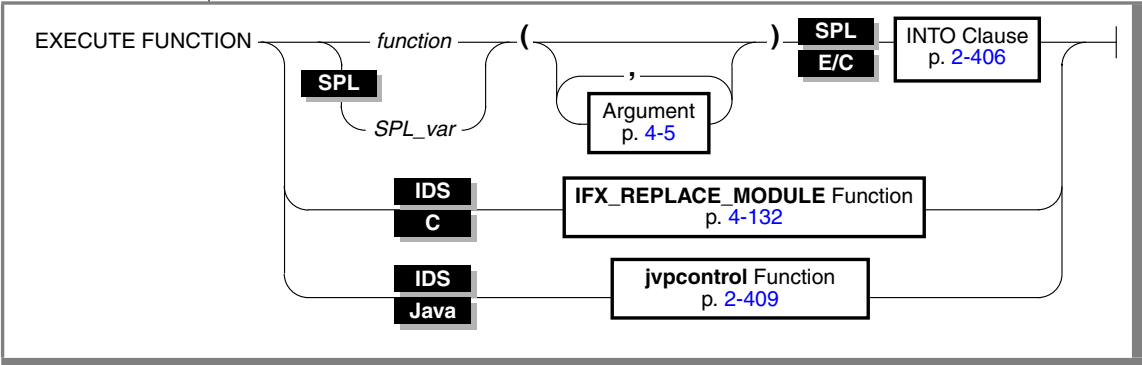 EXECUTE FUNCTION function ( ) SPL INTO Clause
E/C p. 2-406
SPL ,
SPL_var Argument
p. 4-5
IDS IFX_REPLACE_MODULE Function
C p. 4-132
IDS jvpcontrol Function
Java p. 2-409